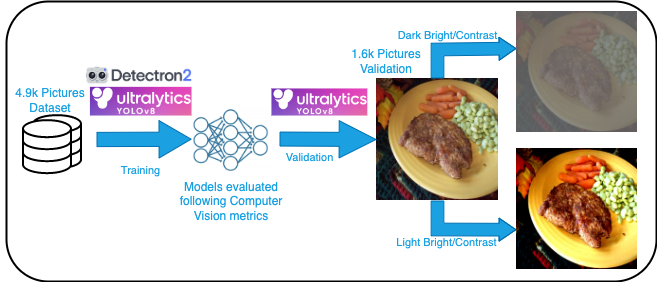 Dark Bright/Contrast
1.6k Pictures
Validation
Detectron2
4.9k Pictures
Dataset
ultralytics
YOLOv8
ultralytics
YOLOv8
Training
Validation
Models evaluated
following Computer
Vision metrics
Light Bright/Contrast